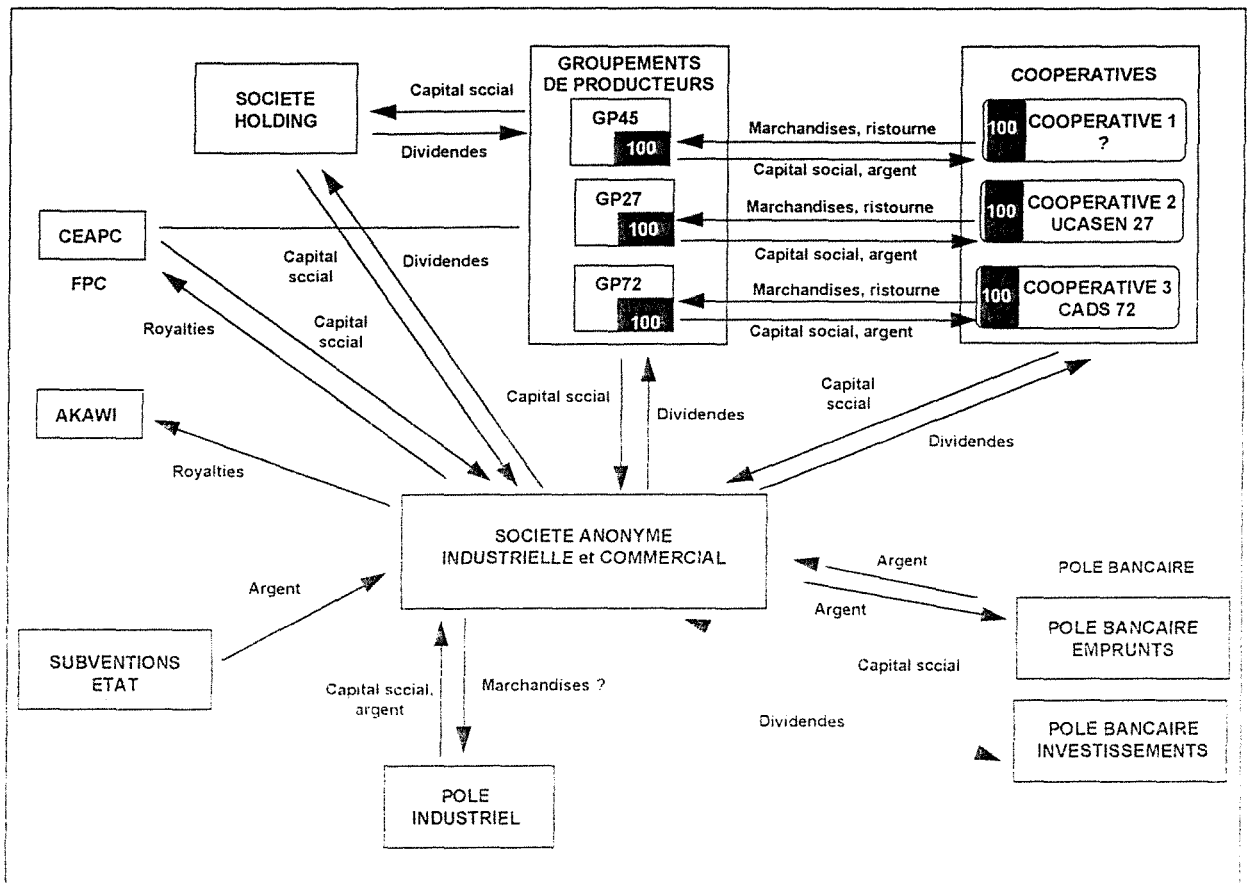 GROUPEMENTS
DE PRODUCTEURS
COOPERATIVES
SOCIETE
HOLDING
Capital sccial
Dividendes
GP45
100
Marchandises, ristourne
Capital social, argent
100
COOPERATIVE 1
?
GP27
100
Marchandises, ristourne
Capital social, argent
100
COOPERATIVE 2
UCASEN 27
GP72
100
Marchandises, ristourne
Capital social, argent
100
COOPERATIVE 3
CADS 72
CEAPC
FPC
Capital
sccial
Dividendes
Royalties
Capital
sccial
Capital social
Dividendes
Capital
sccial
Dividendes
AKAWI
Royalties
SOCIETE ANONYME
INDUSTRIELLE et COMMERCIAL
Argent
SUBVENTIONS
ETAT
Argent
Argent
POLE BANCAIRE
POLE BANCAIRE
EMPRUNTS
Capital sccial,
argent
Marchandises ?
Capital sccial
Dividendes
POLE BANCAIRE
INVESTISSEMENTS
POLE
INDUSTRIEL